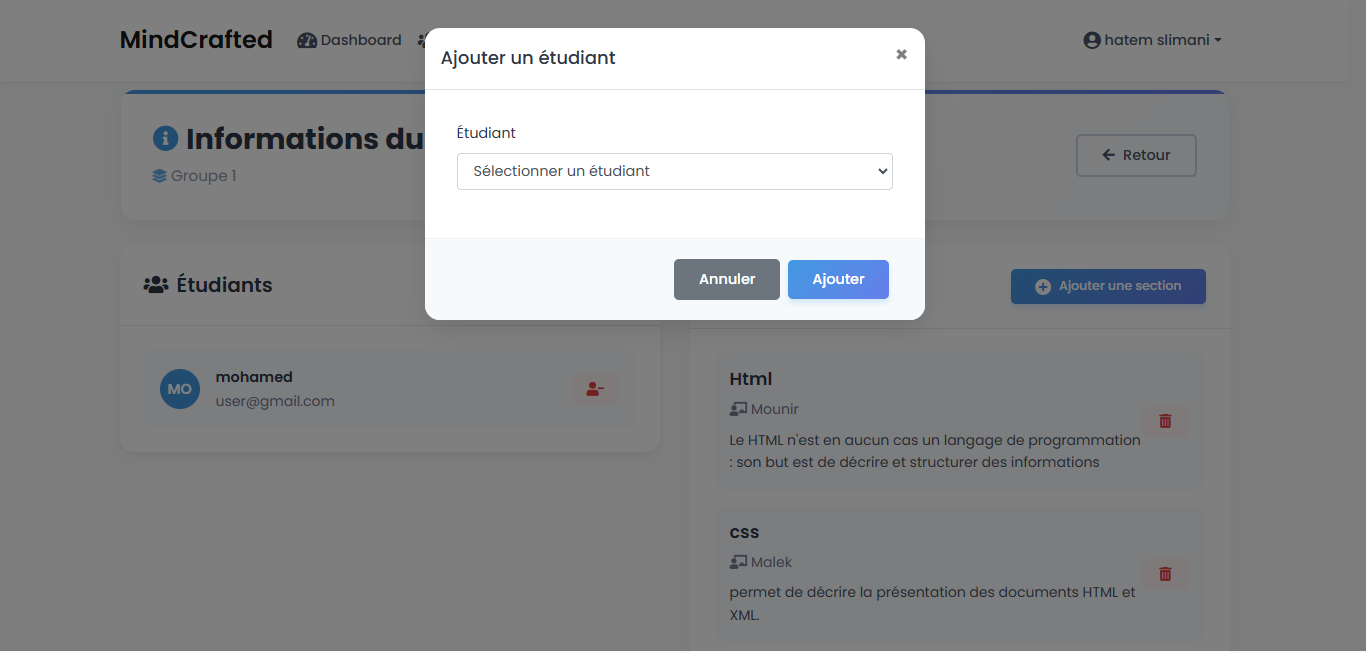 MindCrafted
Dashboard
hatem slimani
Ajouter un étudiant
Étudiant
Sélectionner un étudiant
Annuler
Ajouter
Informations du
Groupe 1
Retour
Étudiants
mohamed
MO
user@gmail.com
Ajouter une section
Html
Mounir
Le HTML n'est en aucun cas un langage de programmation
: son but est de décrire et structurer des informations
css
Malek
permet de décrire la présentation des documents HTML et
XML.